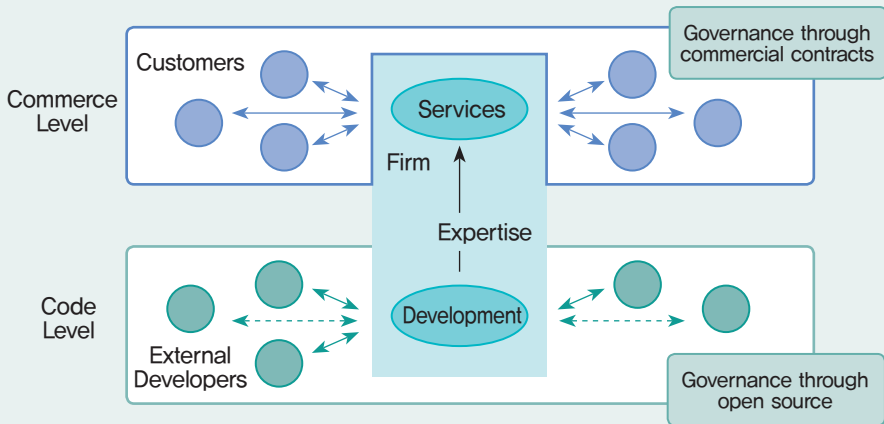 Governance through
commercial contracts
Customers
Commerce
Level
Services
Firm
Expertise
Code
Level
Development
External
Developers
Governance through
open source